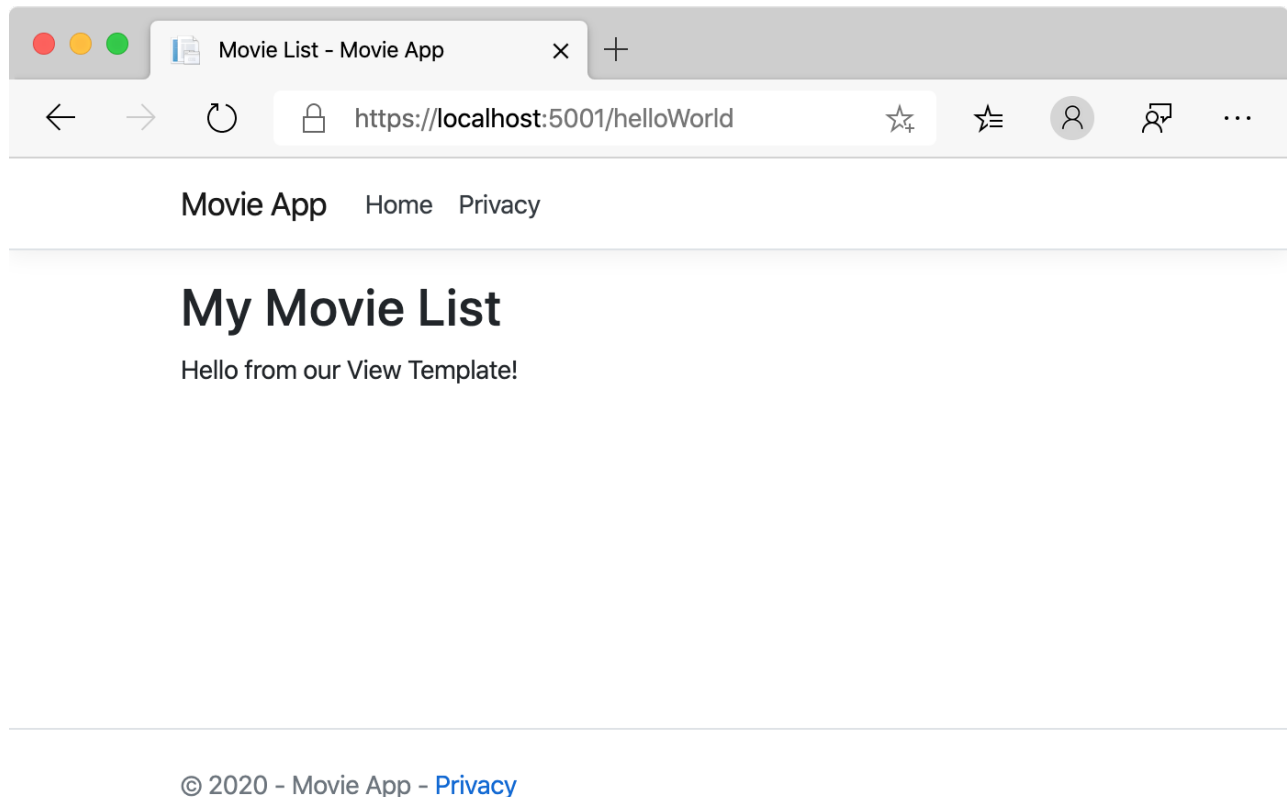 Movie List - Movie App
https://localhost:5001/helloWorld
Movie App Home Privacy
My Movie List
Hello from our View Template!
© 2020 - Movie App - Privacy